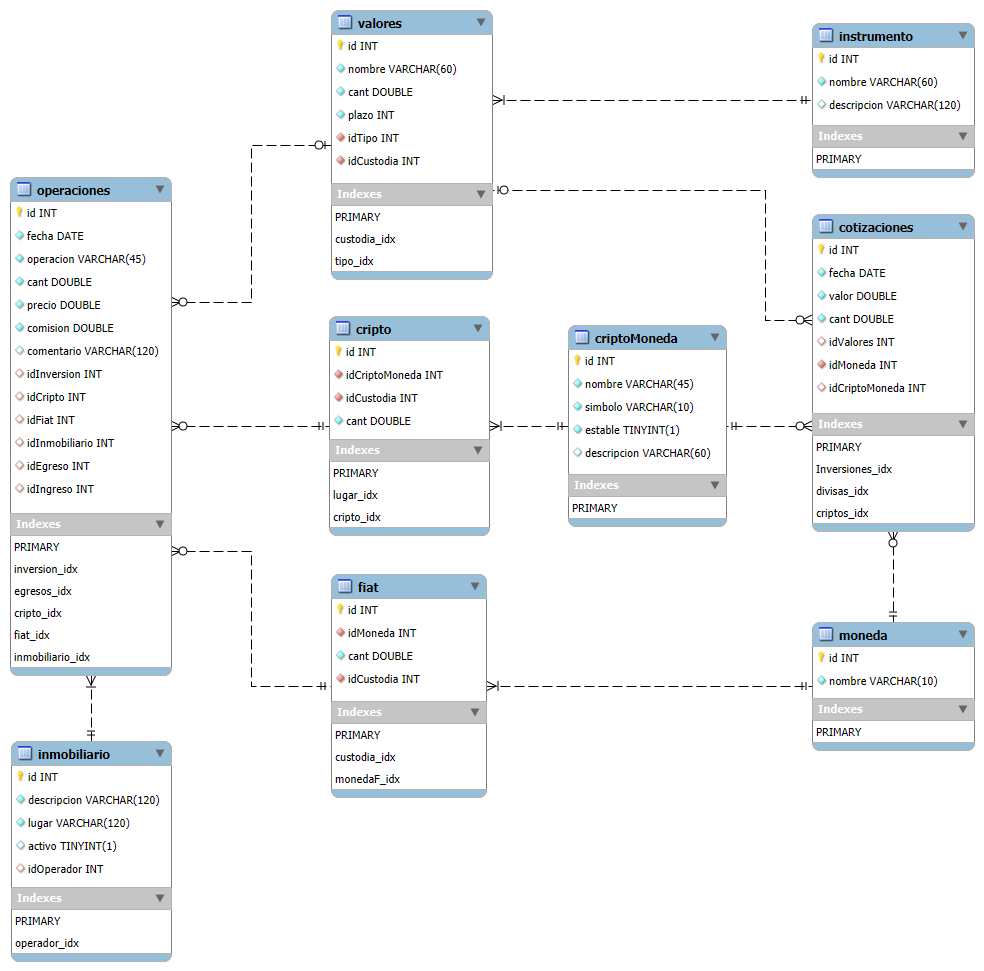 valores
id INT
nombre VARCHAR(60)
cant DOUBLE
plazo INT
idTipo INT
idCustodia INT
Indexes
PRIMARY
custodia_idx
tipo_idx
instrumento
id INT
nombre VARCHAR(60)
descripcion VARCHAR(120)
Indexes
PRIMARY
operaciones
id INT
fecha DATE
operacion VARCHAR(45)
cant DOUBLE
precio DOUBLE
comision DOUBLE
comentario VARCHAR(120)
idInversion INT
idCripto INT
idFiat INT
idInmobiliario INT
idEgreso INT
idIngreso INT
Indexes
PRIMARY
inversion_idx
egresos_idx
cripto_idx
fiat_idx
inmobiliario_idx
cripto
id INT
idCriptoMoneda INT
idCustodia INT
cant DOUBLE
Indexes
PRIMARY
lugar_idx
cripto_idx
criptoMoneda
id INT
nombre VARCHAR(45)
simbolo VARCHAR(10)
estable TINYINT(1)
descripcion VARCHAR(60)
Indexes
PRIMARY
cotizaciones
id INT
fecha DATE
valor DOUBLE
cant DOUBLE
idValores INT
idMoneda INT
idCriptoMoneda INT
Indexes
PRIMARY
Inversiones_idx
divisas_idx
criptos_idx
fiat
id INT
idMoneda INT
cant DOUBLE
idCustodia INT
Indexes
PRIMARY
custodia_idx
monedaF_idx
moneda
id INT
nombre VARCHAR(10)
Indexes
PRIMARY
inmobiliario
id INT
descripcion VARCHAR(120)
lugar VARCHAR(120)
activo TINYINT(1)
idOperador INT
Indexes
PRIMARY
operador_idx